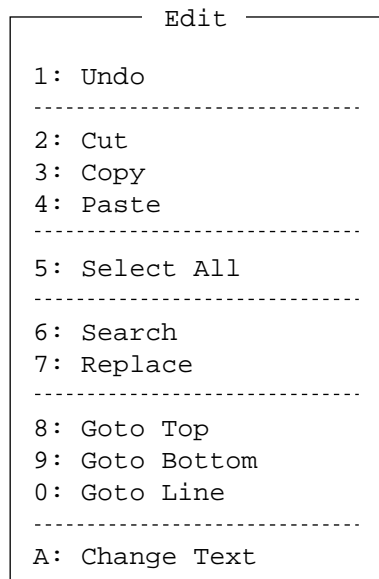 Edit
1: Undo
2: Cut
3: Copy
4: Paste
5: Select All
6: Search
7: Replace
8: Goto Top
9: Goto Bottom
0: Goto Line
A: Change Text